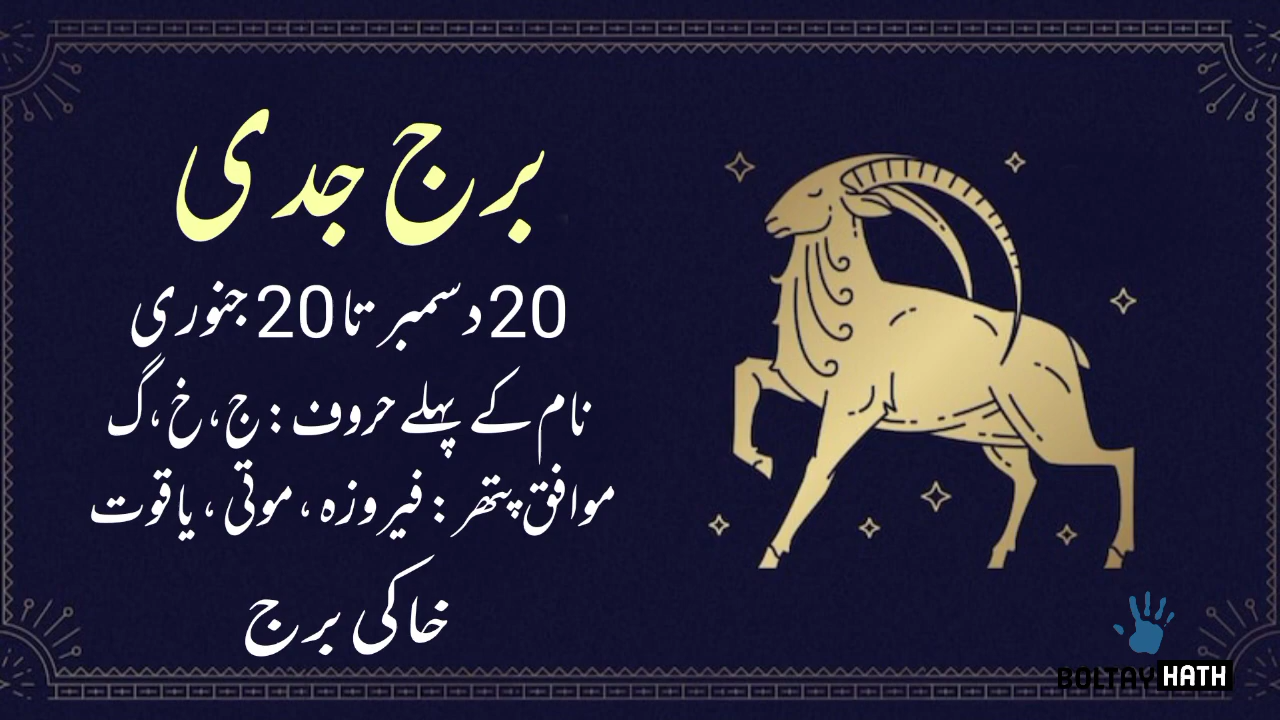 برج جدی
20 دسمبر تا 20 جنوری
نام کے پہلے حروف : ج، خ، گ
موافق پتھر : فیروزہ ، موتی ، یاقوت
خاکی برج
BOLTAY HATH